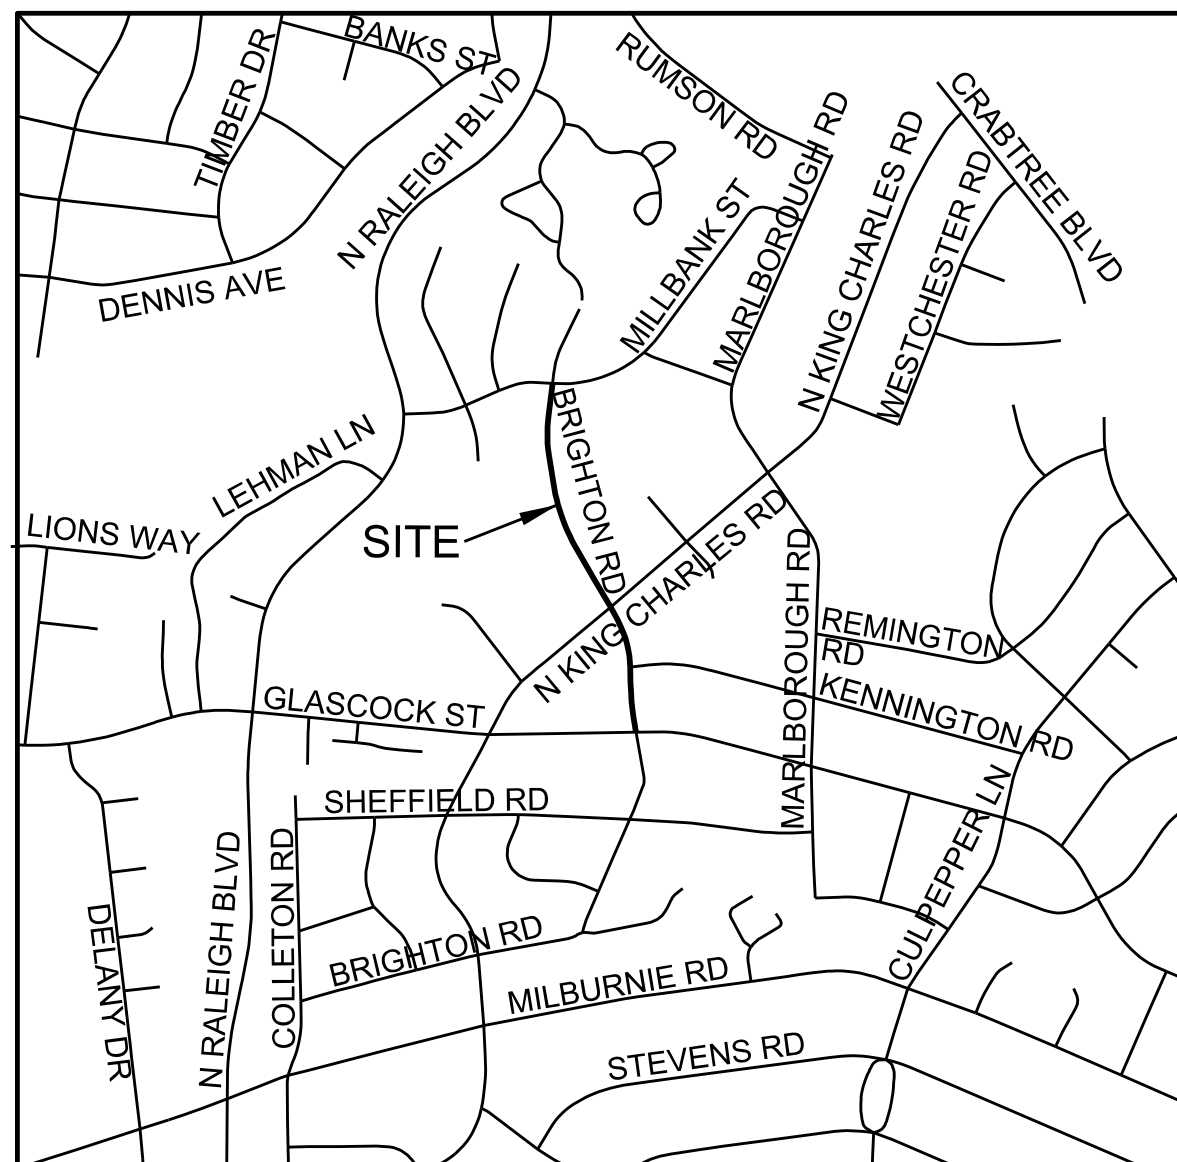 BANKS ST
TIMBER DR
N RALEIGH BLVD
RUMSON RD
MARLBOROUGH RD
N KING CHARLES RD
CRABTREE BLVD
WESTCHESTER RD
MILLBANK ST
DENNIS AVE
LEHMAN LN
LIONS WAY
SITE
BRIGHTON RD
N KING CHARLES RD
MARLBOROUGH RD
REMINGTON
RD
KENNINGTON RD
GLASCOCK ST
SHEFFIELD RD
CULPEPPER LN
N RALEIGH BLVD
COLLETON RD
DELANY DR
BRIGHTON RD
MILBURNIE RD
STEVENS RD